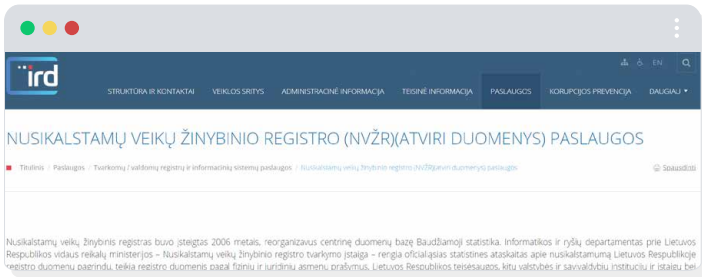 EN
ird
STRUKTŪRA IR KONTAKTAI VEIKLOS SRITYS ADMINISTRACINĖ INFORMACIJA TEISINĖ INFORMACIJA PASLAUGOS KORUPCIJOS PREVENCIJA DAUGIAU
NUSIKALSTAMŲ VEIKŲ ŽINYBINIO REGISTRO (NVŽR)(ATVIRI DUOMENYS) PASLAUGOS
Titulinis / Paslaugos / Tvarkomų / valdomų registrų ir informacinių sistemų paslaugos / Nusikalstamų veikų žinybinio registro (NVŽR)(atviri duomenys) paslaugos Spausdinti
Nusikalstamų veikų žinybinis registras buvo įsteigtas 2006 metais, reorganizavus centrinę duomenų bazę Baudžiamoji statistika. Informatikos ir ryšių departamentas prie Lietuvos
Respublikos vidaus reikalų ministerijos – Nusikalstamų veikų žinybinio registro tvarkymo įstaiga – rengia oficialiąsias statistines ataskaitas apie nusikalstamumą Lietuvos Respublikoje
registro duomenų pagrindu, teikia registro duomenis pagal fizinių ir juridinių asmenų prašymus, Lietuvos Respublikos teisėsaugos, kitų valstybės ir savivaldybių institucijų ir įstaigų bei